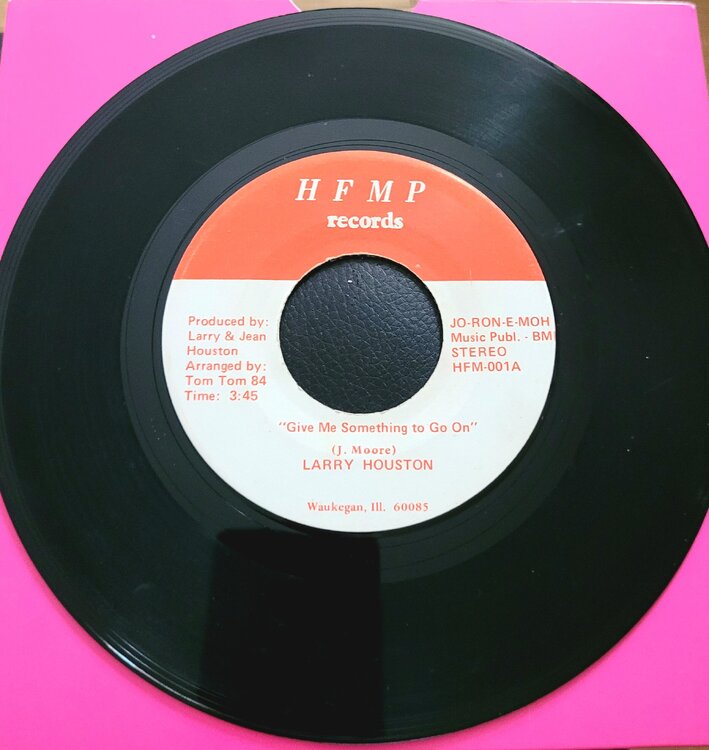 HFMP
records
Produced by:
Larry & Jean
Houston
Arranged by:
Tom Tom 84
Time: 3:45
JO-RON-E-MOH
Music Publ. - BMI
STEREO
HFM-001A
"Give Me Something to Go On"
(J. Moore)
LARRY HOUSTON
Waukegan, Ill. 60085